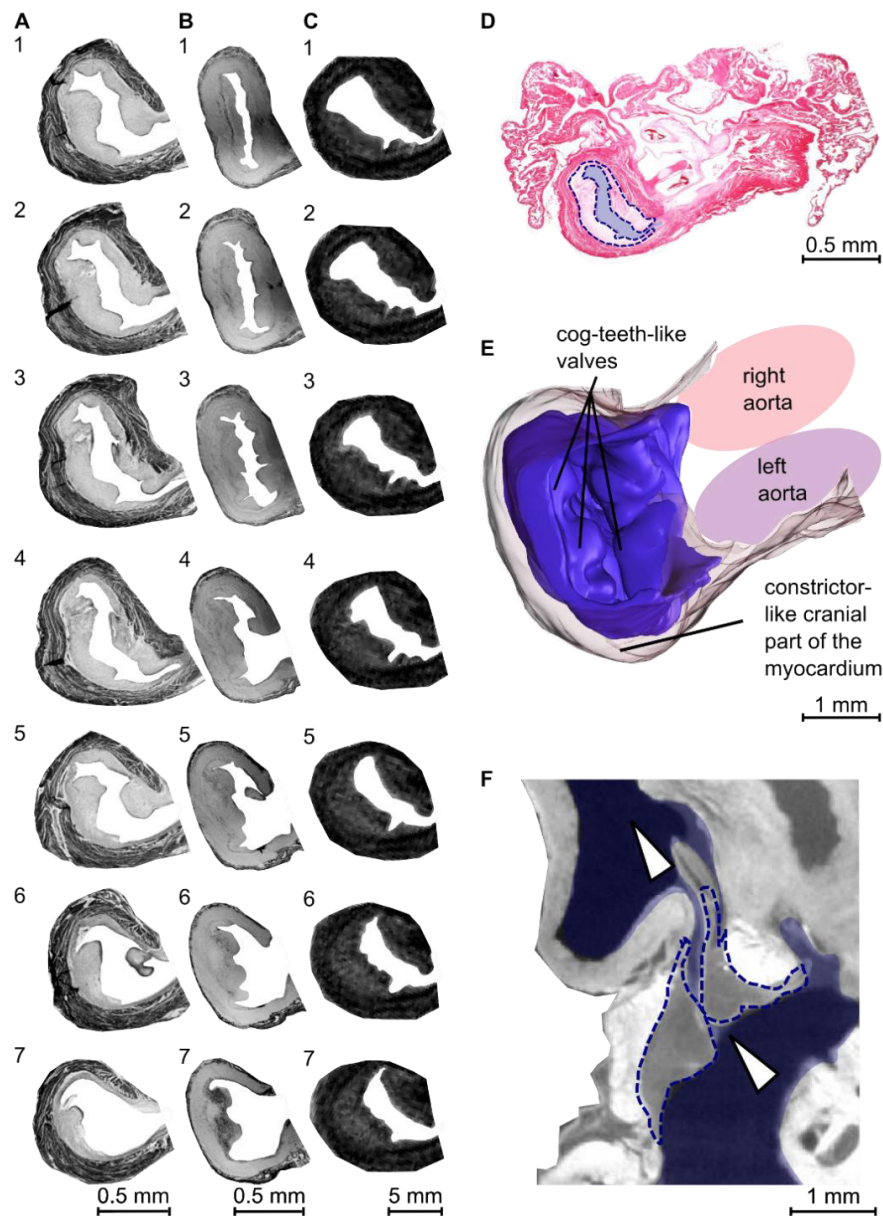 A B C D
1 1 1
0.5 mm
2 2 2
E
cog-teeth-like
valves
right
aorta
3 3 3
left
aorta
4 4 4
constrictor-
like cranial
part of the
myocardium
1 mm
5 5 5
F
6 6 6
7 7 7
0.5 mm 0.5 mm 5 mm
1 mm